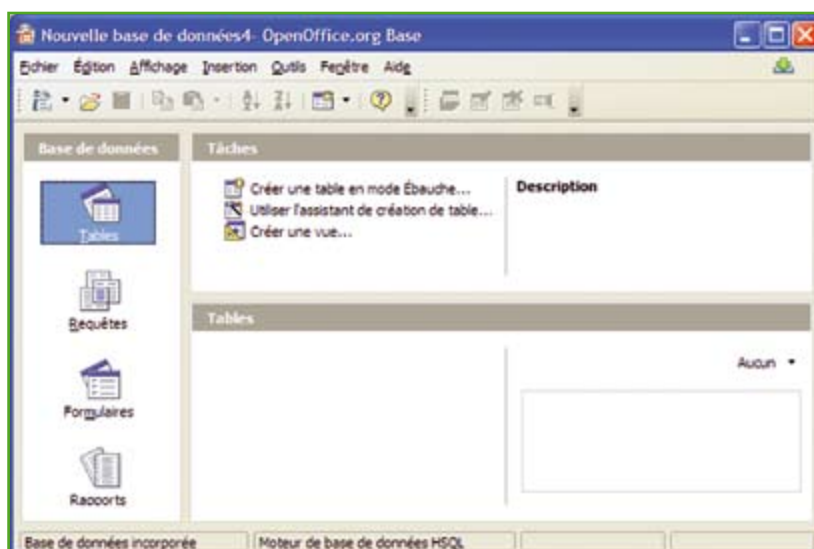 Nouvelle base de données4- OpenOffice.org Base
Fichier Édition Affichage Insertion Outils Fenêtre Aide
Base de données
Tâches
Tables
Requêtes
Formulaires
Rapports
Créer une table en mode Ébauche...
Utiliser l'assistant de création de table...
Créer une vue...
Description
Tables
Aucun
Base de données incorporée
Moteur de base de données HSQL